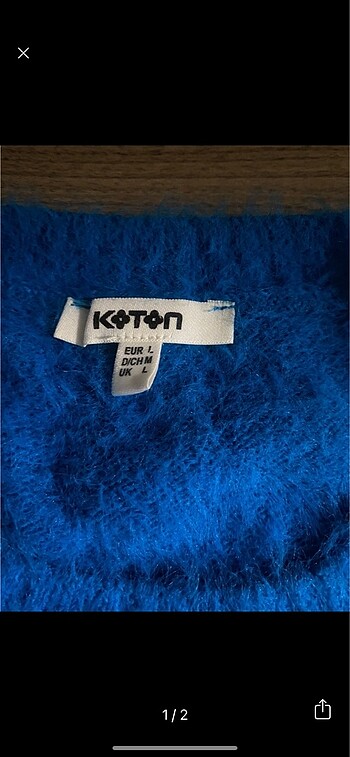 KOTON
EUR L
D/CH M
UK L
1/2